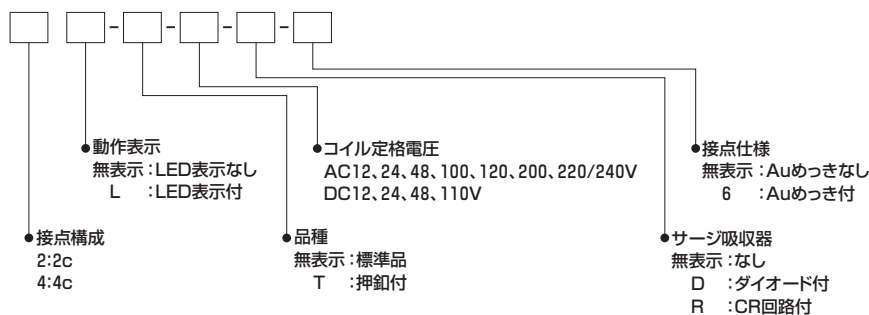 - - - -
●動作表示
無表示：LED表示なし
L ：LED表示付
●コイル定格電圧
AC12、24、48、100、120、200、220/240V
DC12、24、48、110V
●接点仕様
無表示：Auめっきなし
6 ：Auめっき付
●接点構成
2：2c
4：4c
●品種
無表示：標準品
T ：押釦付
●サージ吸収器
無表示：なし
D ：ダイオード付
R ：CR回路付